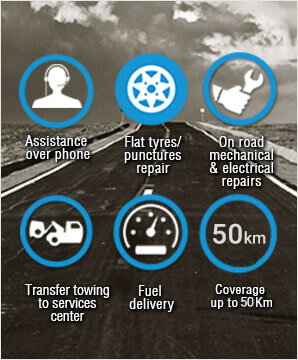 Assistance
over phone
Flat tyres/
punctures
repair
On road
mechanical
& electrical
repairs
50km
Transfer towing
to services
center
Fuel
delivery
Coverage
up to 50Km